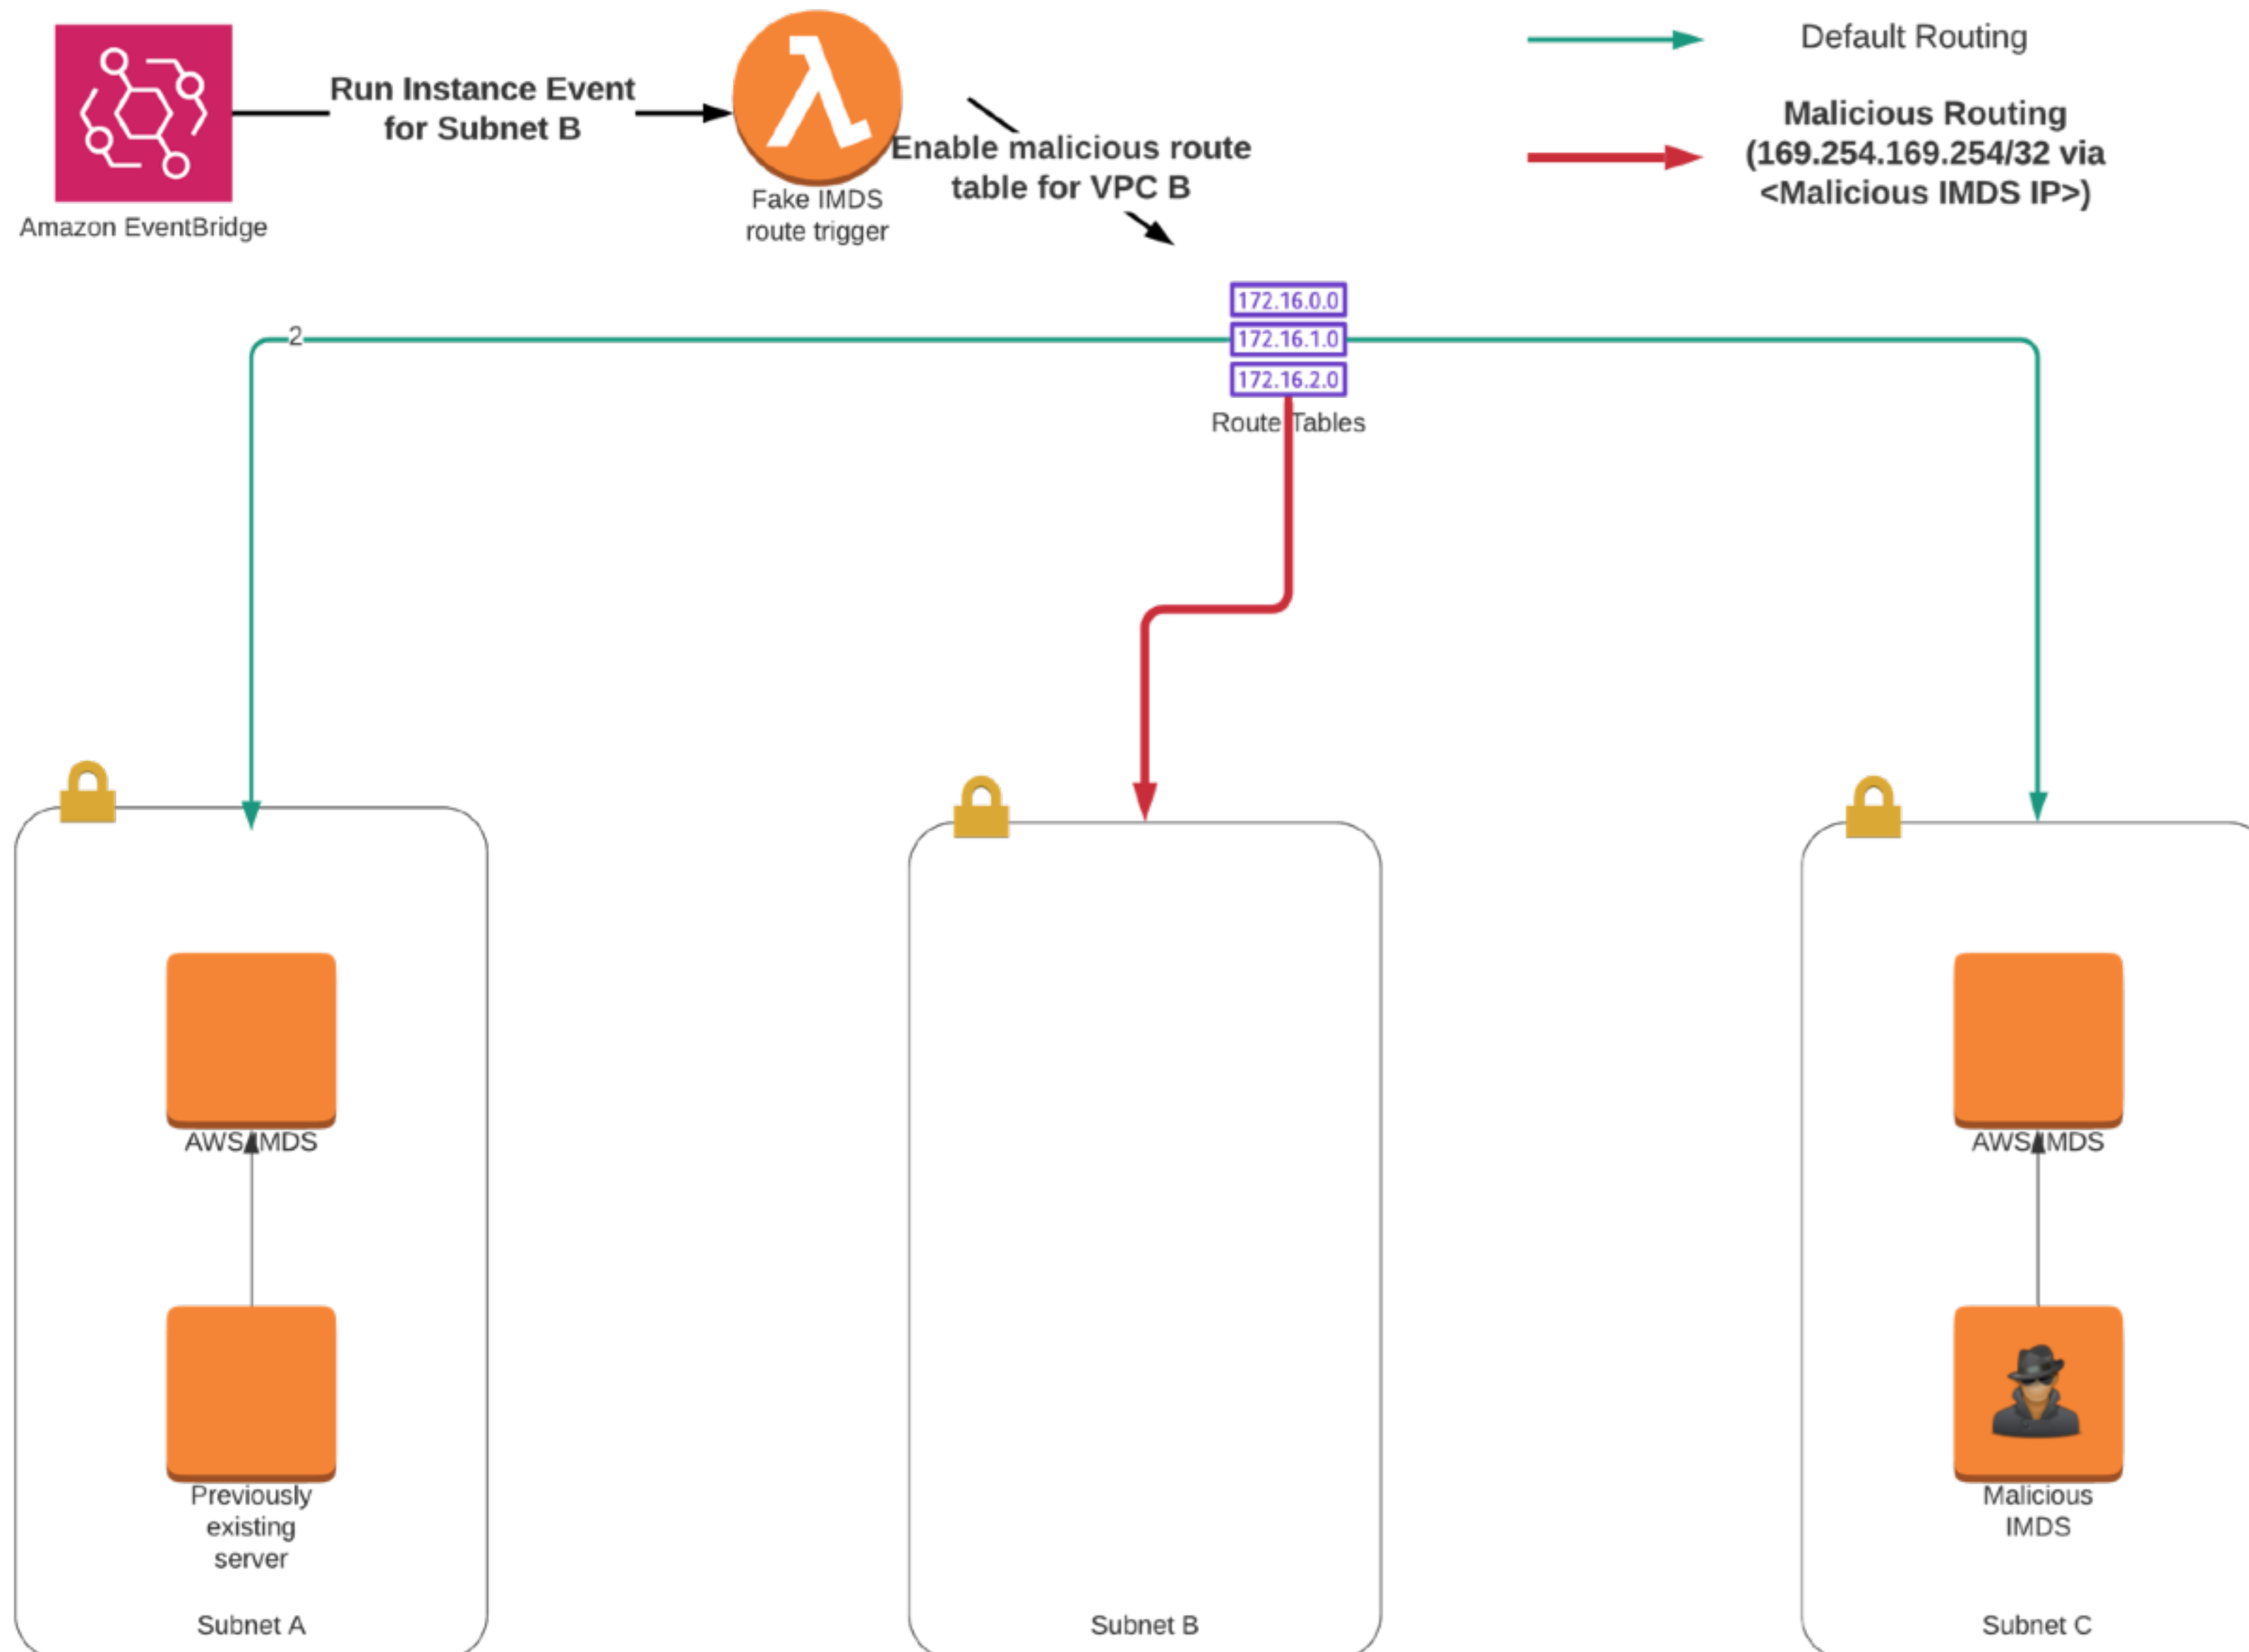 Run Instance Event
for Subnet B
Amazon EventBridge
Fake IMDS
route trigger
Enable malicious route
table for VPC B
Default Routing
Malicious Routing
(169.254.169.254/32 via
<Malicious IMDS IP>)
172.16.0.0
172.16.1.0
172.16.2.0
Route Tables
2
AWS IMDS
Previously
existing
server
Subnet A
Subnet B
AWS IMDS
Malicious
IMDS
Subnet C